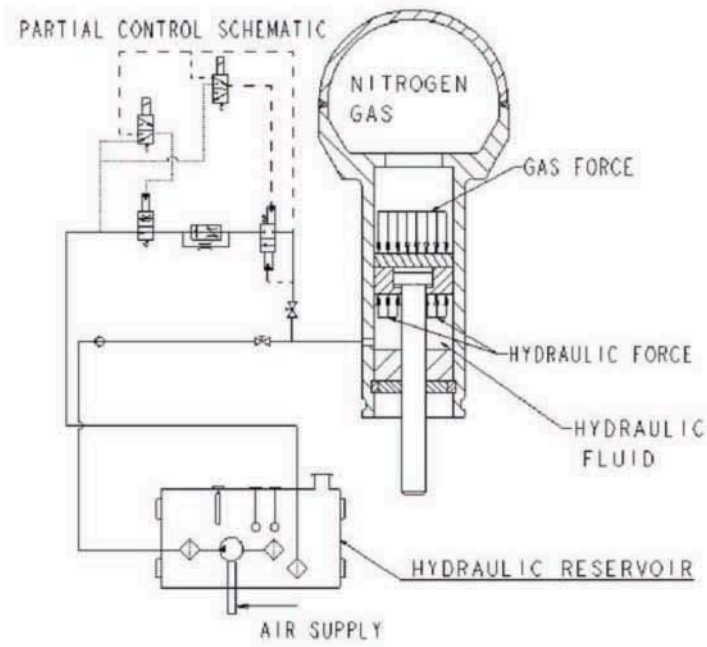 PARTIAL CONTROL SCHEMATIC
NITROGEN
GAS
GAS FORCE
HYDRAULIC FORCE
HYDRAULIC
FLUID
HYDRAULIC RESERVOIR
AIR SUPPLY